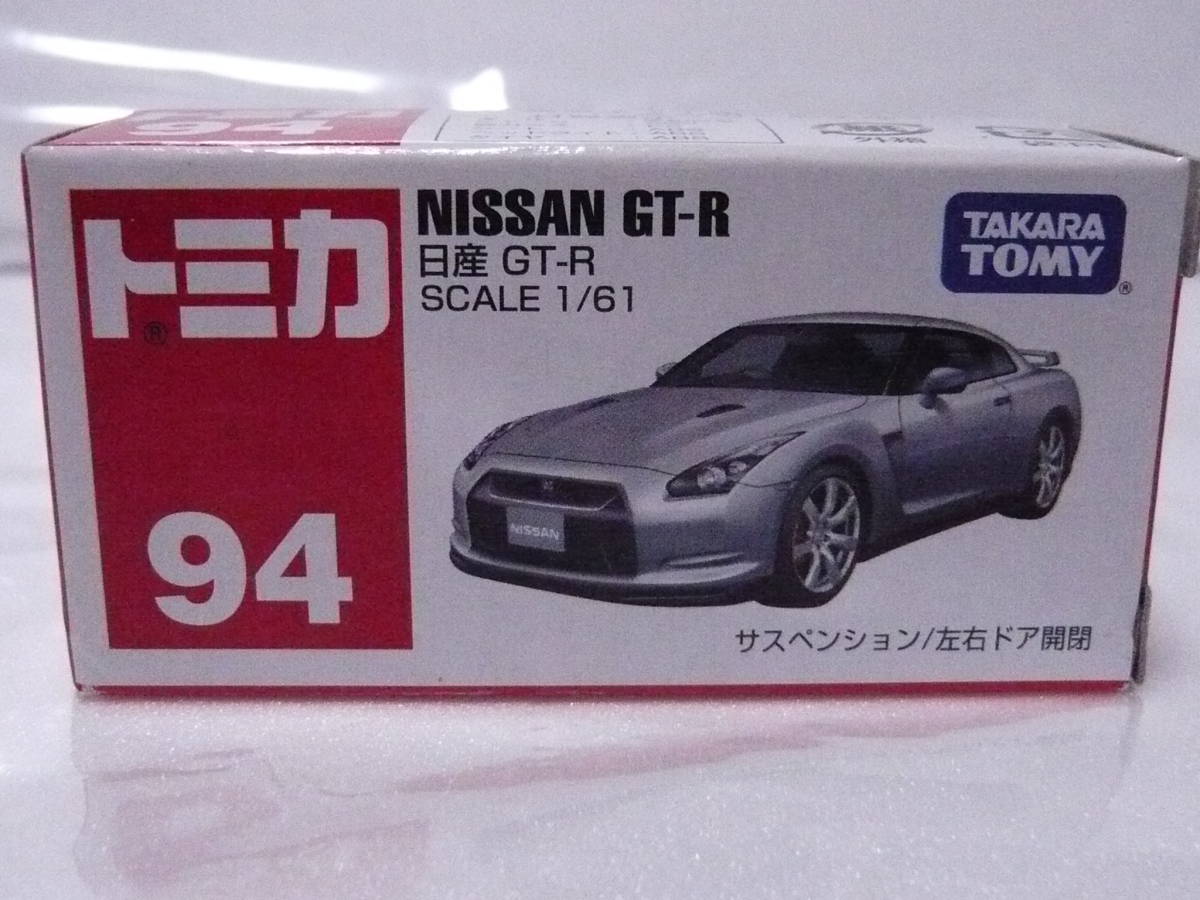 94
トミカ
®
94
NISSAN GT-R
日産 GT-R
SCALE 1/61
TAKARA
TOMY
®
NISSAN
サスペンション/左右ドア開閉